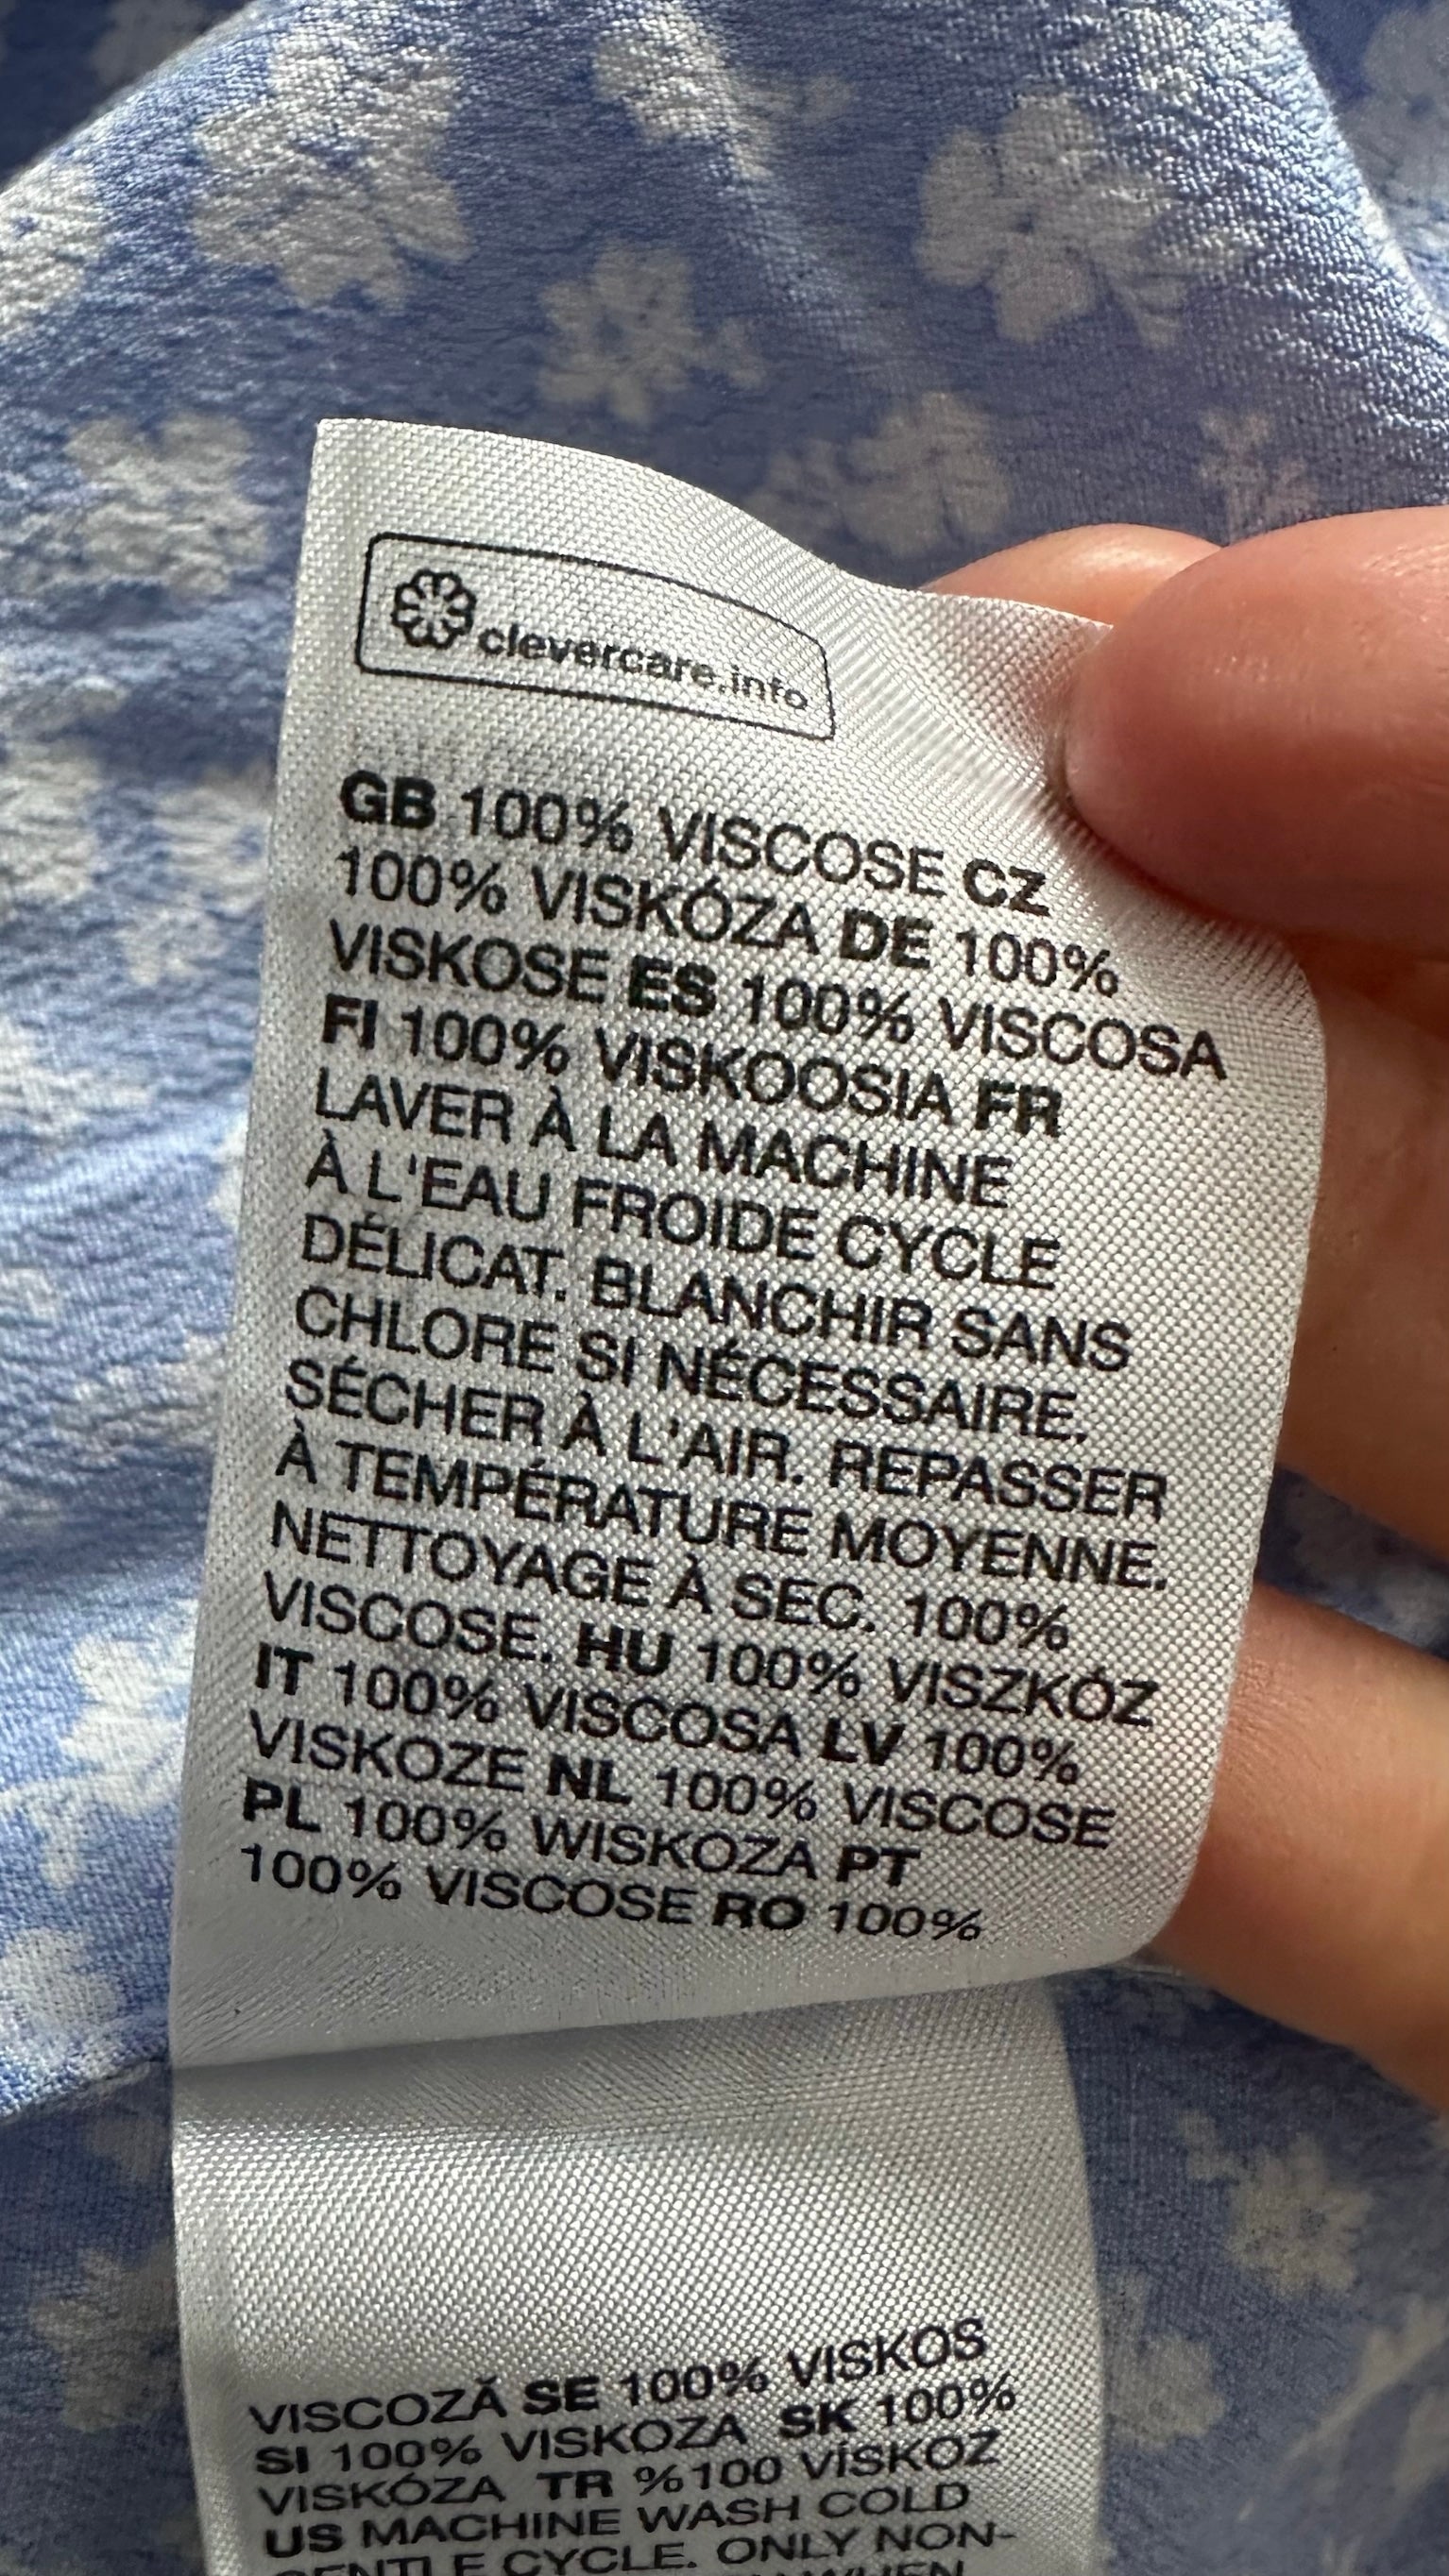 clevercare.info
GB 100% VISCOSE CZ
100% VISKÓZA DE 100%
VISKOSE ES 100% VISCOSA
FI 100% VISKOOSIA FR
LAVER À LA MACHINE
À L'EAU FROIDE CYCLE
DÉLICAT. BLANCHIR SANS
CHLORE SI NÉCESSAIRE.
SÉCHER À L'AIR. REPASSER
À TEMPÉRATURE MOYENNE.
NETTOYAGE À SEC. 100%
VISCOSE. HU 100% VISZKÓZ
IT 100% VISCOSA LV 100%
VISKOZE NL 100% VISCOSE
PL 100% WISKOZA PT
100% VISCOSE RO 100%
VISCOZĂ SE 100% VISKOS
SI 100% VISKOZA SK 100%
VISKÓZA TR %100 VİSKOZ
US MACHINE WASH COLD
GENTLE CYCLE. ONLY NON-
WHEN